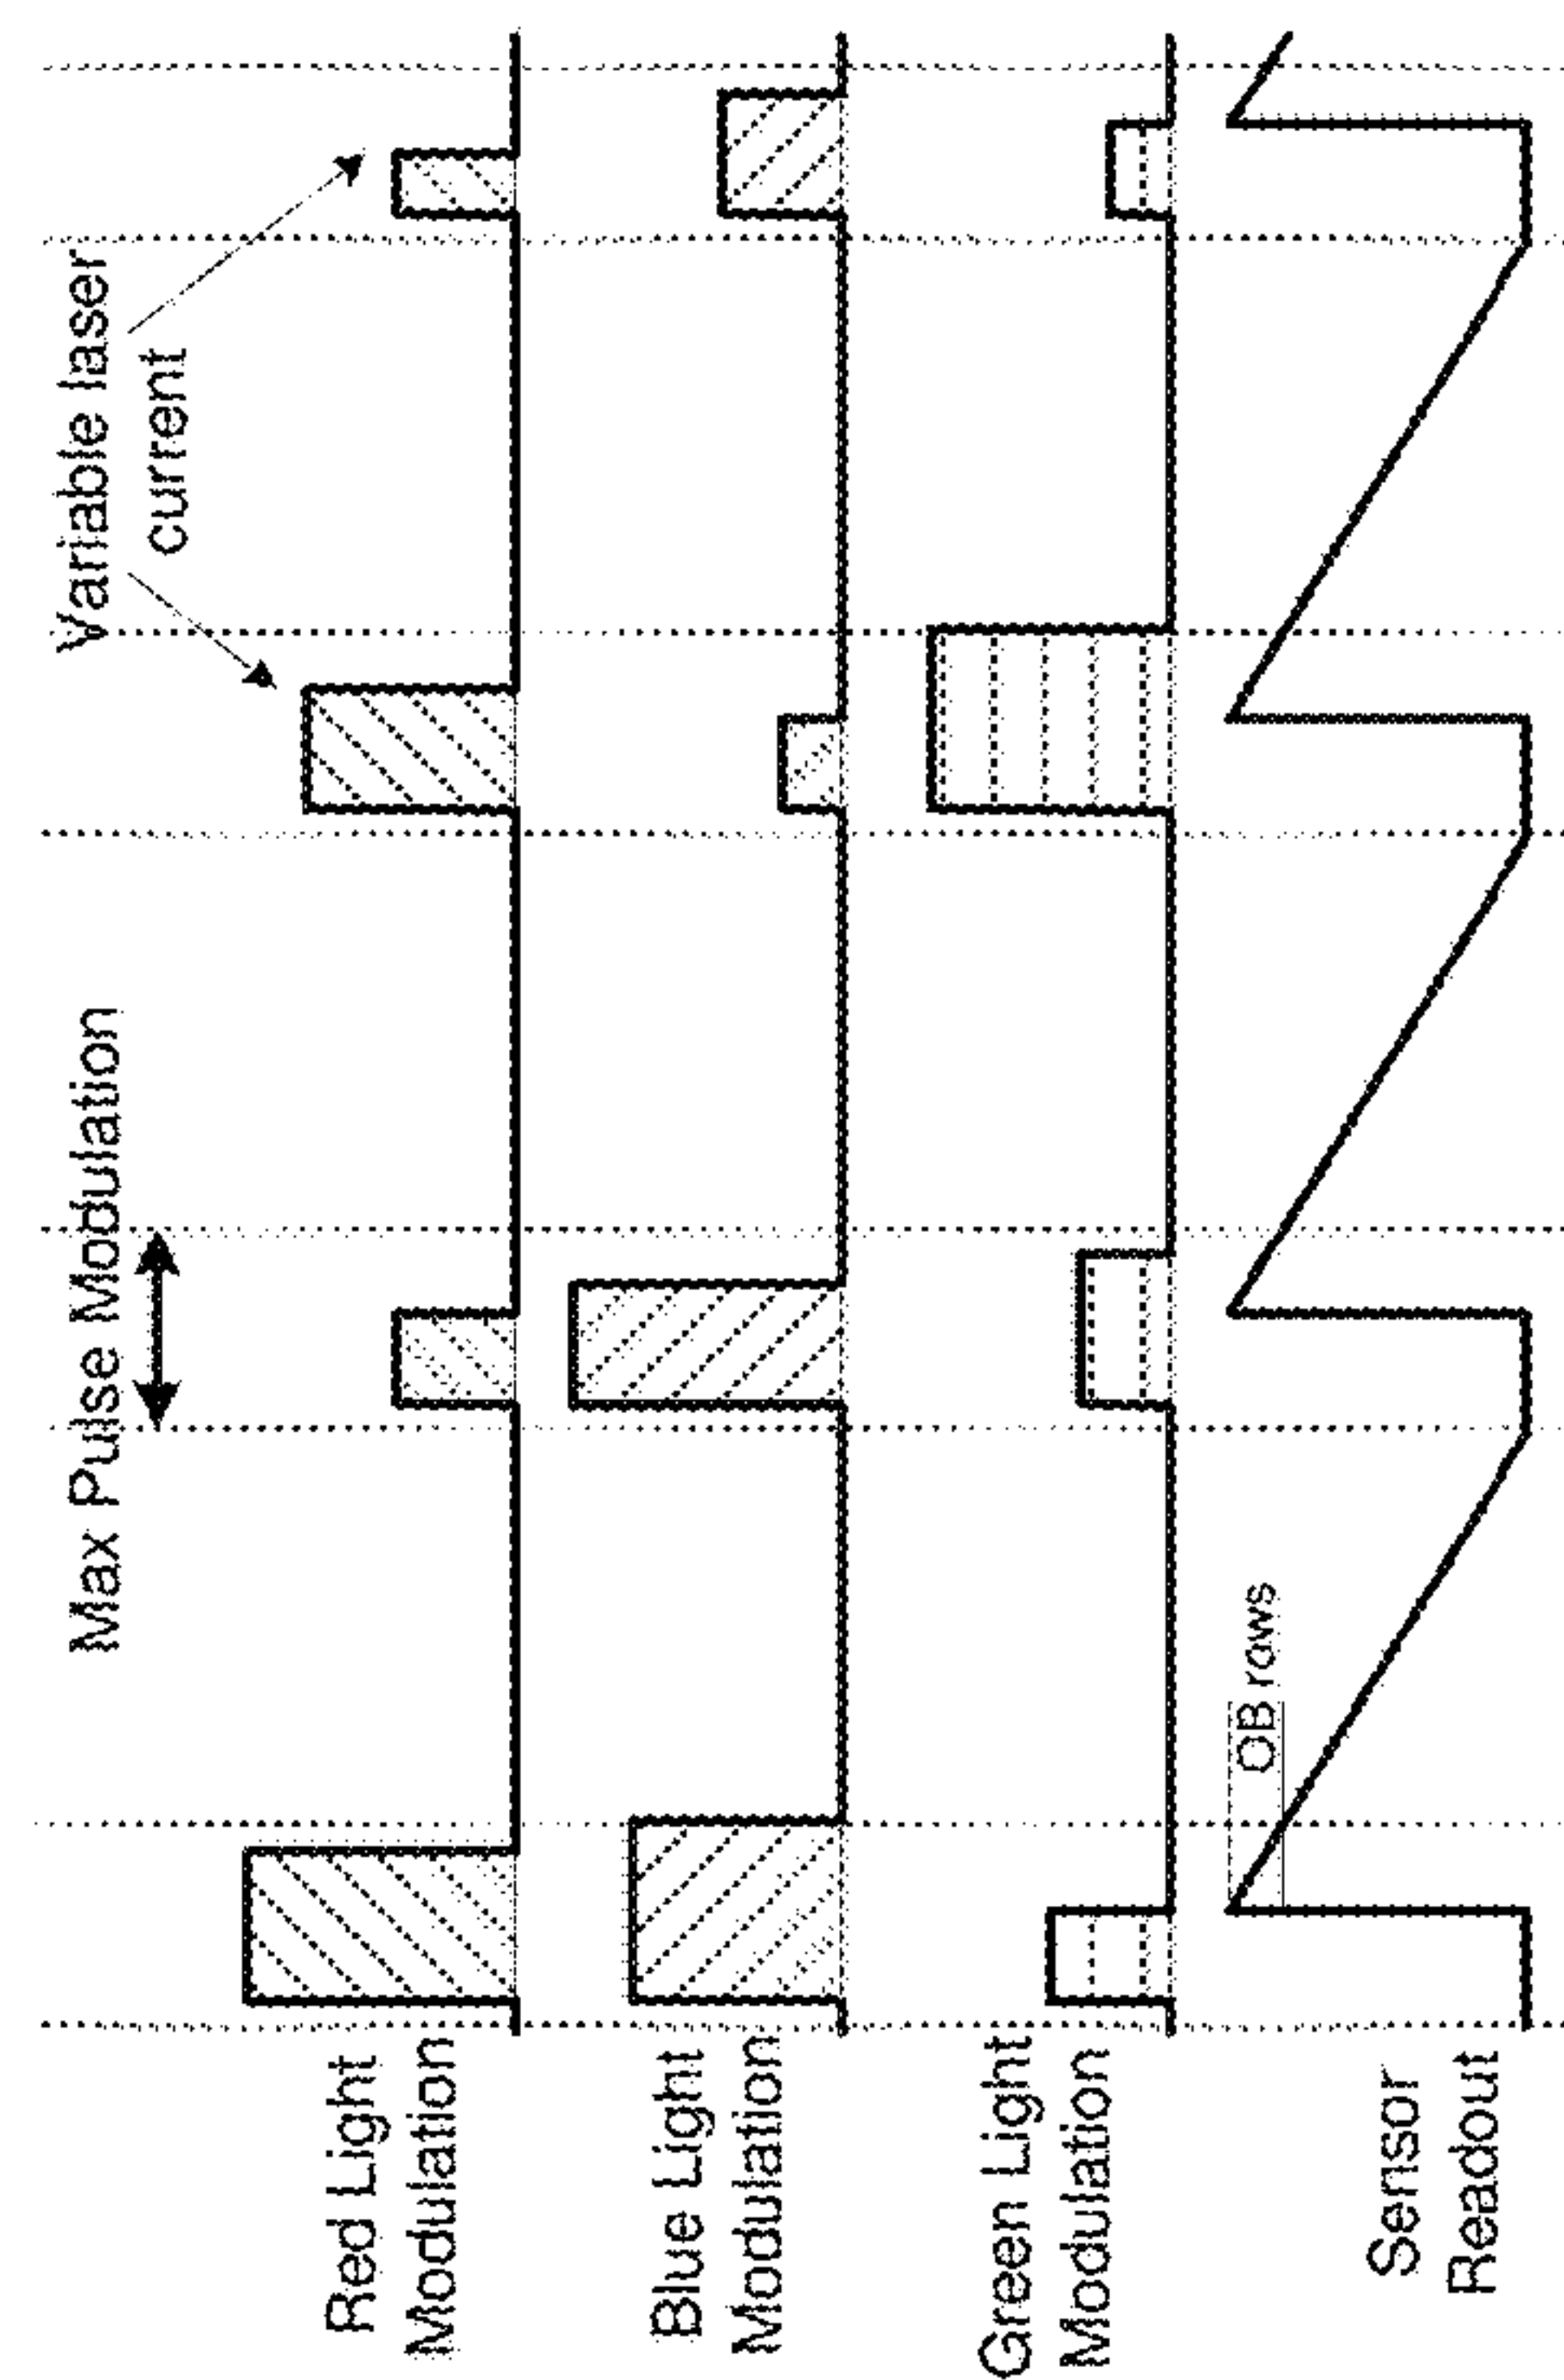 Max Pulse Modulation
Variable laser
current
Red Light
Modulation
Blue Light
Modulation
Green Light
Modulation
OB rows
Sensor
Readout